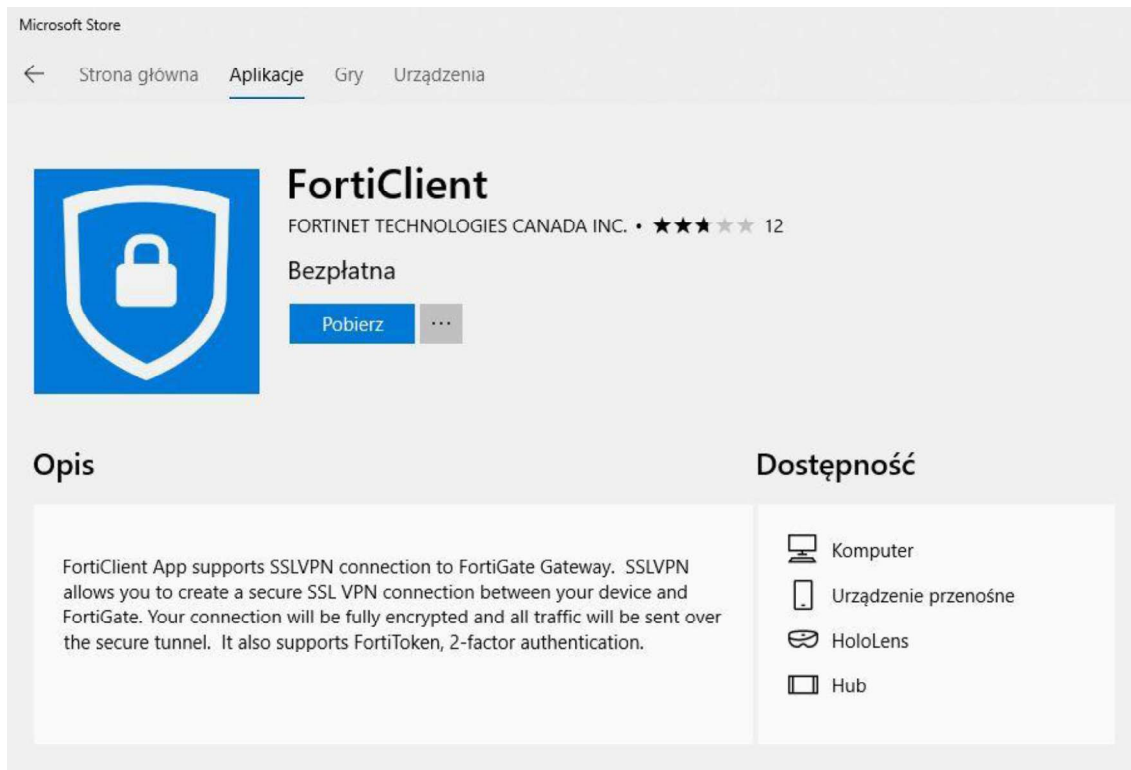 Microsoft Store
Strona główna Aplikacje Gry Urządzenia
FortiClient
FORTINET TECHNOLOGIES CANADA INC. • ★★★★★ 12
Bezpłatna
Pobierz ...
Opis
FortiClient App supports SSLVPN connection to FortiGate Gateway. SSLVPN
allows you to create a secure SSL VPN connection between your device and
FortiGate. Your connection will be fully encrypted and all traffic will be sent over
the secure tunnel. It also supports FortiToken, 2-factor authentication.
Dostępność
Komputer
Urządzenie przenośne
HoloLens
Hub